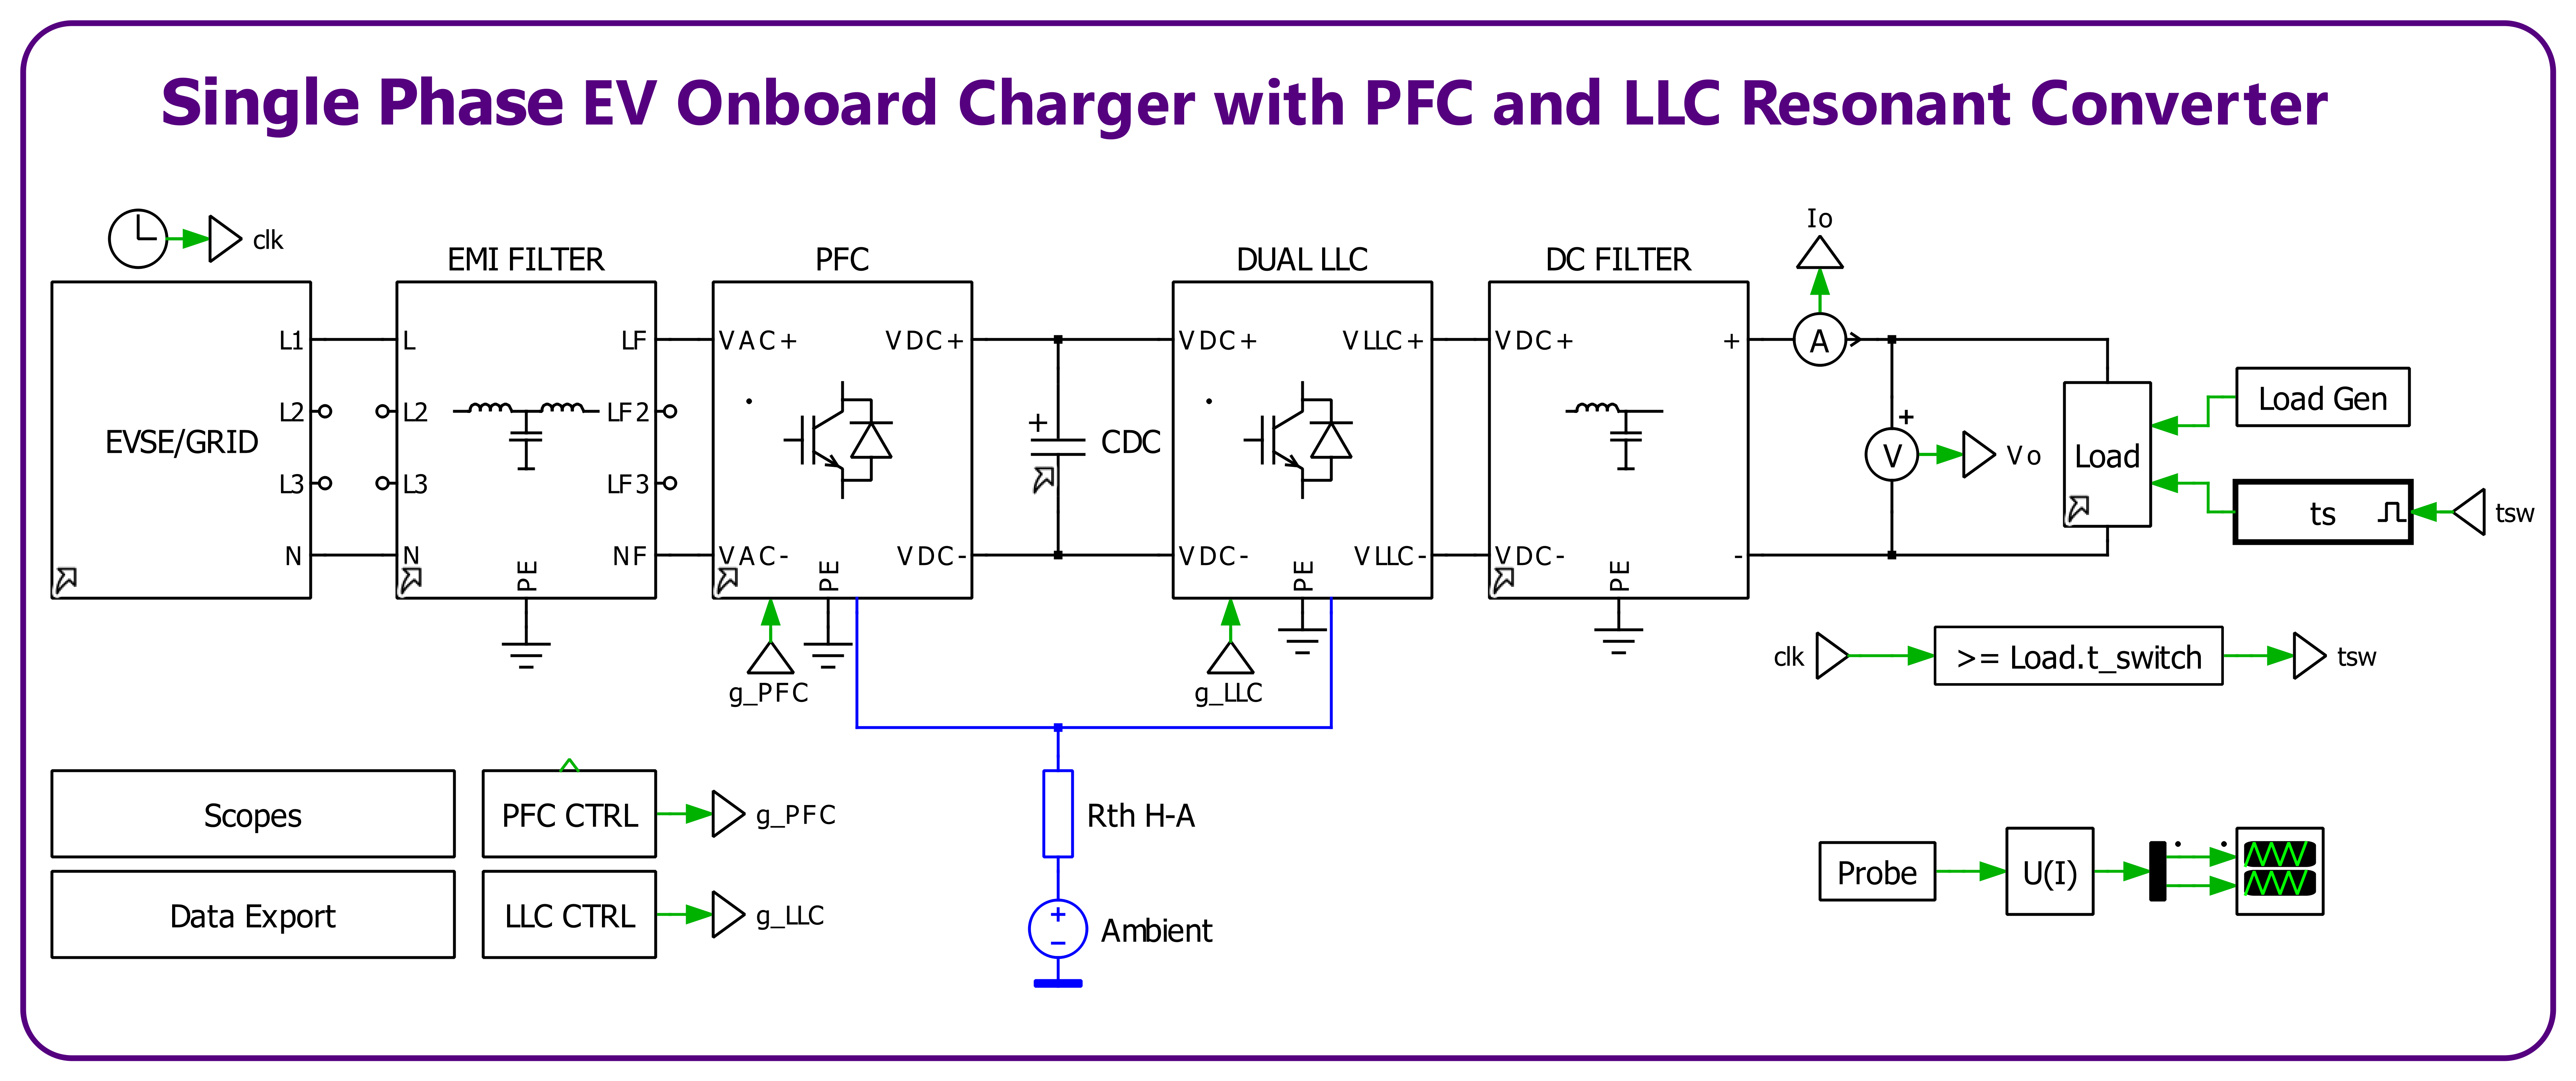 Single Phase EV Onboard Charger with PFC and LLC Resonant Converter
clk
Io
EMI FILTER
PFC
DUAL LLC
DC FILTER
EVSE/GRID
L1
L2
L3
N
L
L2
L3
N
LF
LF2
LF3
NF
PE
VAC+
VAC-
VDC+
VDC-
PE
g_PFC
+
CDC
VDC+
VDC-
VLLC+
VLLC-
PE
g_LLC
VDC+
VDC-
+
-
PE
A
+
V
Vo
Load
Load Gen
ts
tsw
clk
>= Load.t_switch
tsw
Scopes
PFC CTRL
g_PFC
Rth H-A
Data Export
LLC CTRL
g_LLC
+
−
Ambient
Probe
U(I)